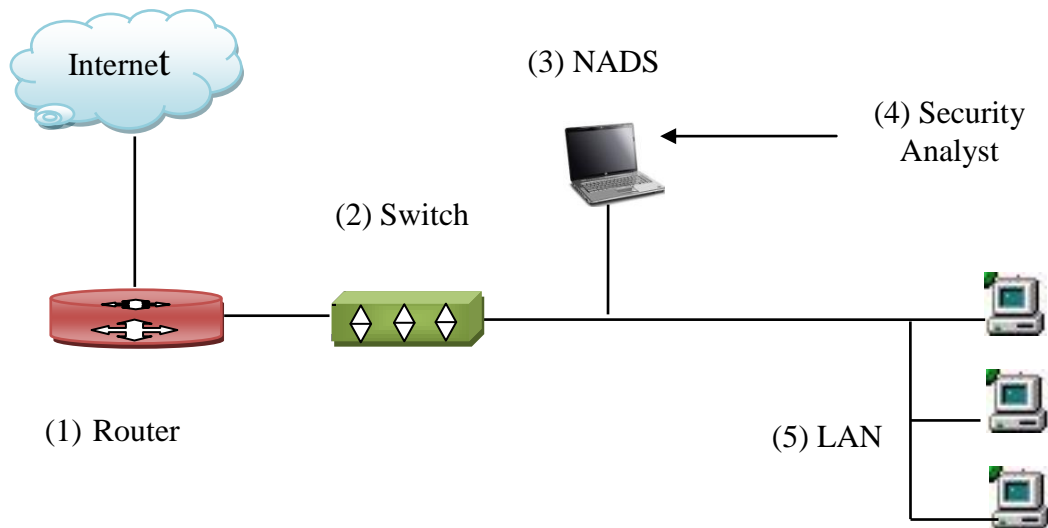 Internet
(3) NADS
(4) Security
Analyst
(2) Switch
(1) Router
(5) LAN